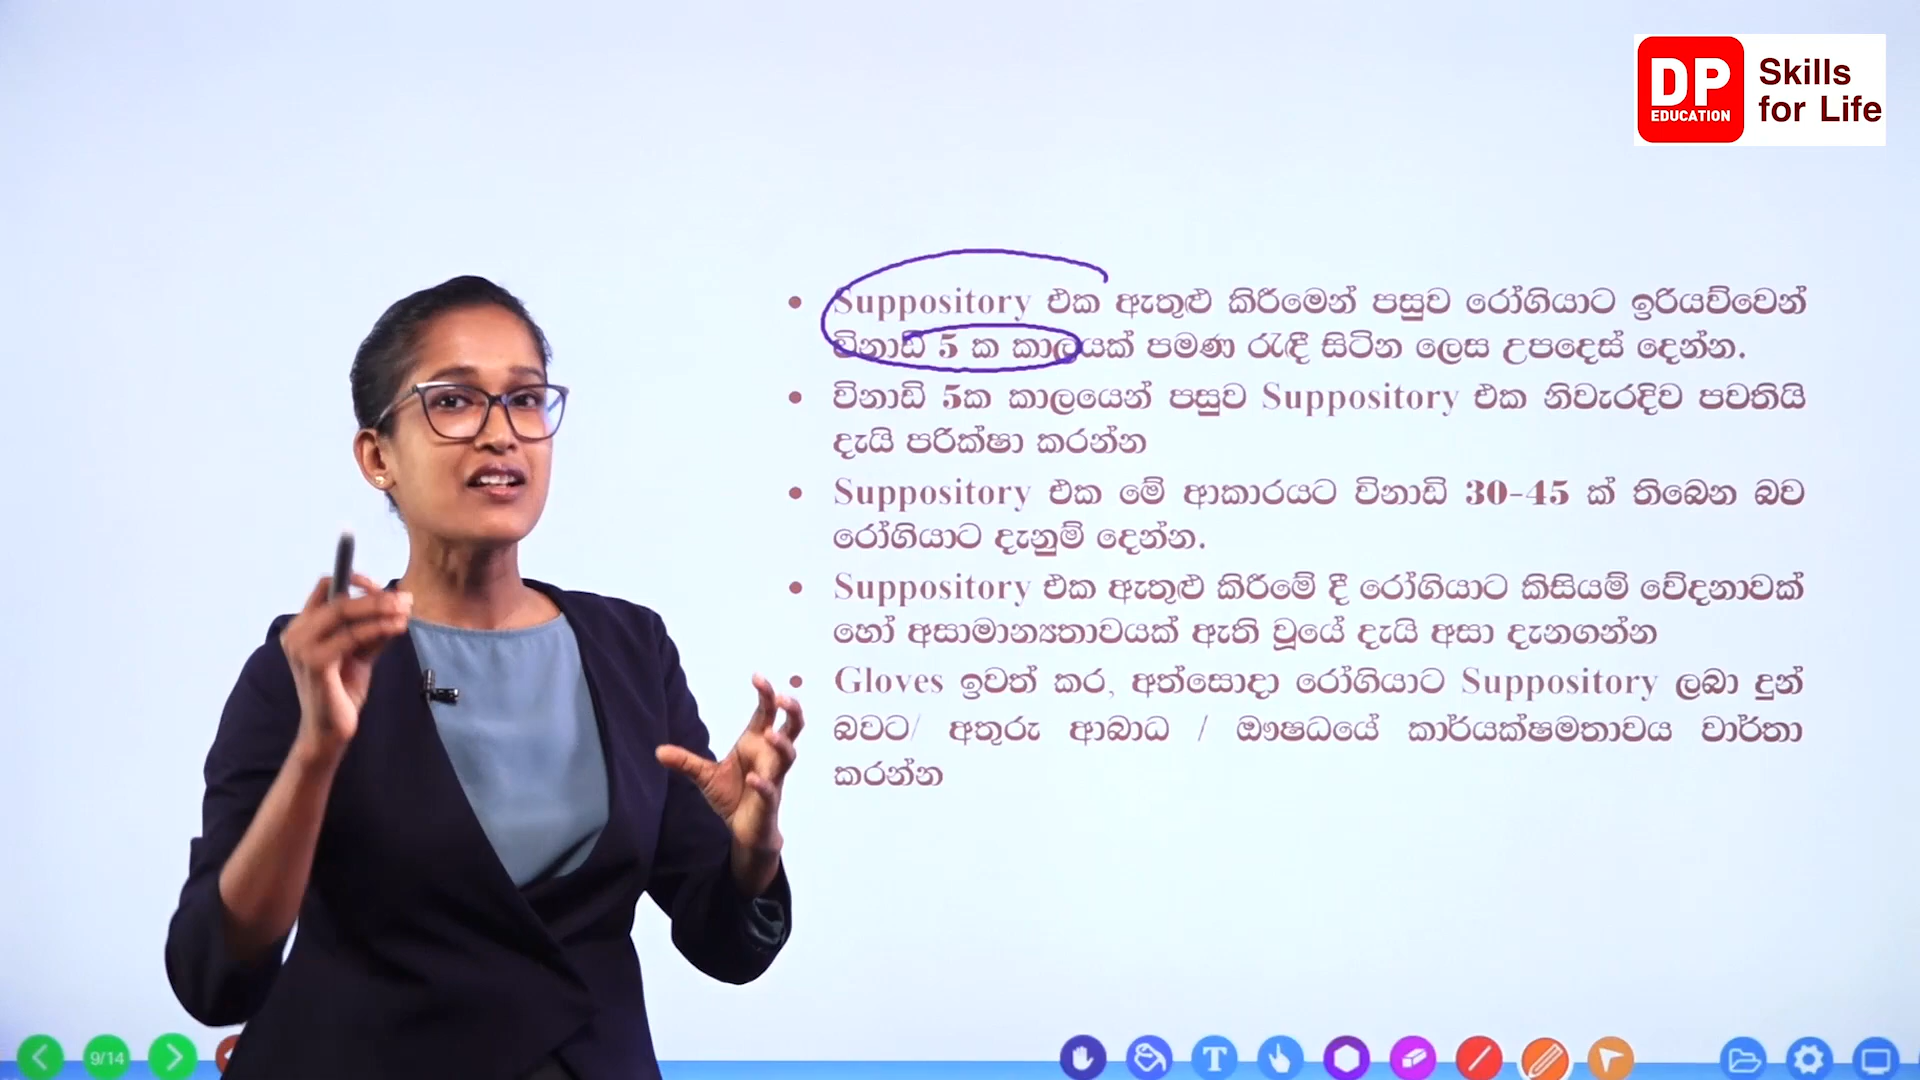 DP
EDUCATION
Skills
for Life
Suppository එක ඇතුළු කිරීමෙන් පසුව රෝගියාට ඉරියව්වෙන්
විනාඩි 5 ක කාලයක් පමණ රැඳී සිටින ලෙස උපදෙස් දෙන්න.
විනාඩි 5ක කාලයෙන් පසුව Suppository එක නිවැරදිව පවතියි
දැයි පරීක්ෂා කරන්න
Suppository එක මේ ආකාරයට විනාඩි 30-45 ක් තිබෙන බව
රෝගියාට දැනුම් දෙන්න.
Suppository එක ඇතුළු කිරීමේ දී රෝගියාට කිසියම් වේදනාවක්
හෝ අසාමාන්‍යතාවයක් ඇති වූයේ දැයි අසා දැනගන්න
Gloves ඉවත් කර, අත්සොදා රෝගියාට Suppository ලබා දුන්
බවට/ අතුරු ආබාධ / ඖෂධයේ කාර්යක්ෂමතාවය වාර්තා
කරන්න
9/14
T